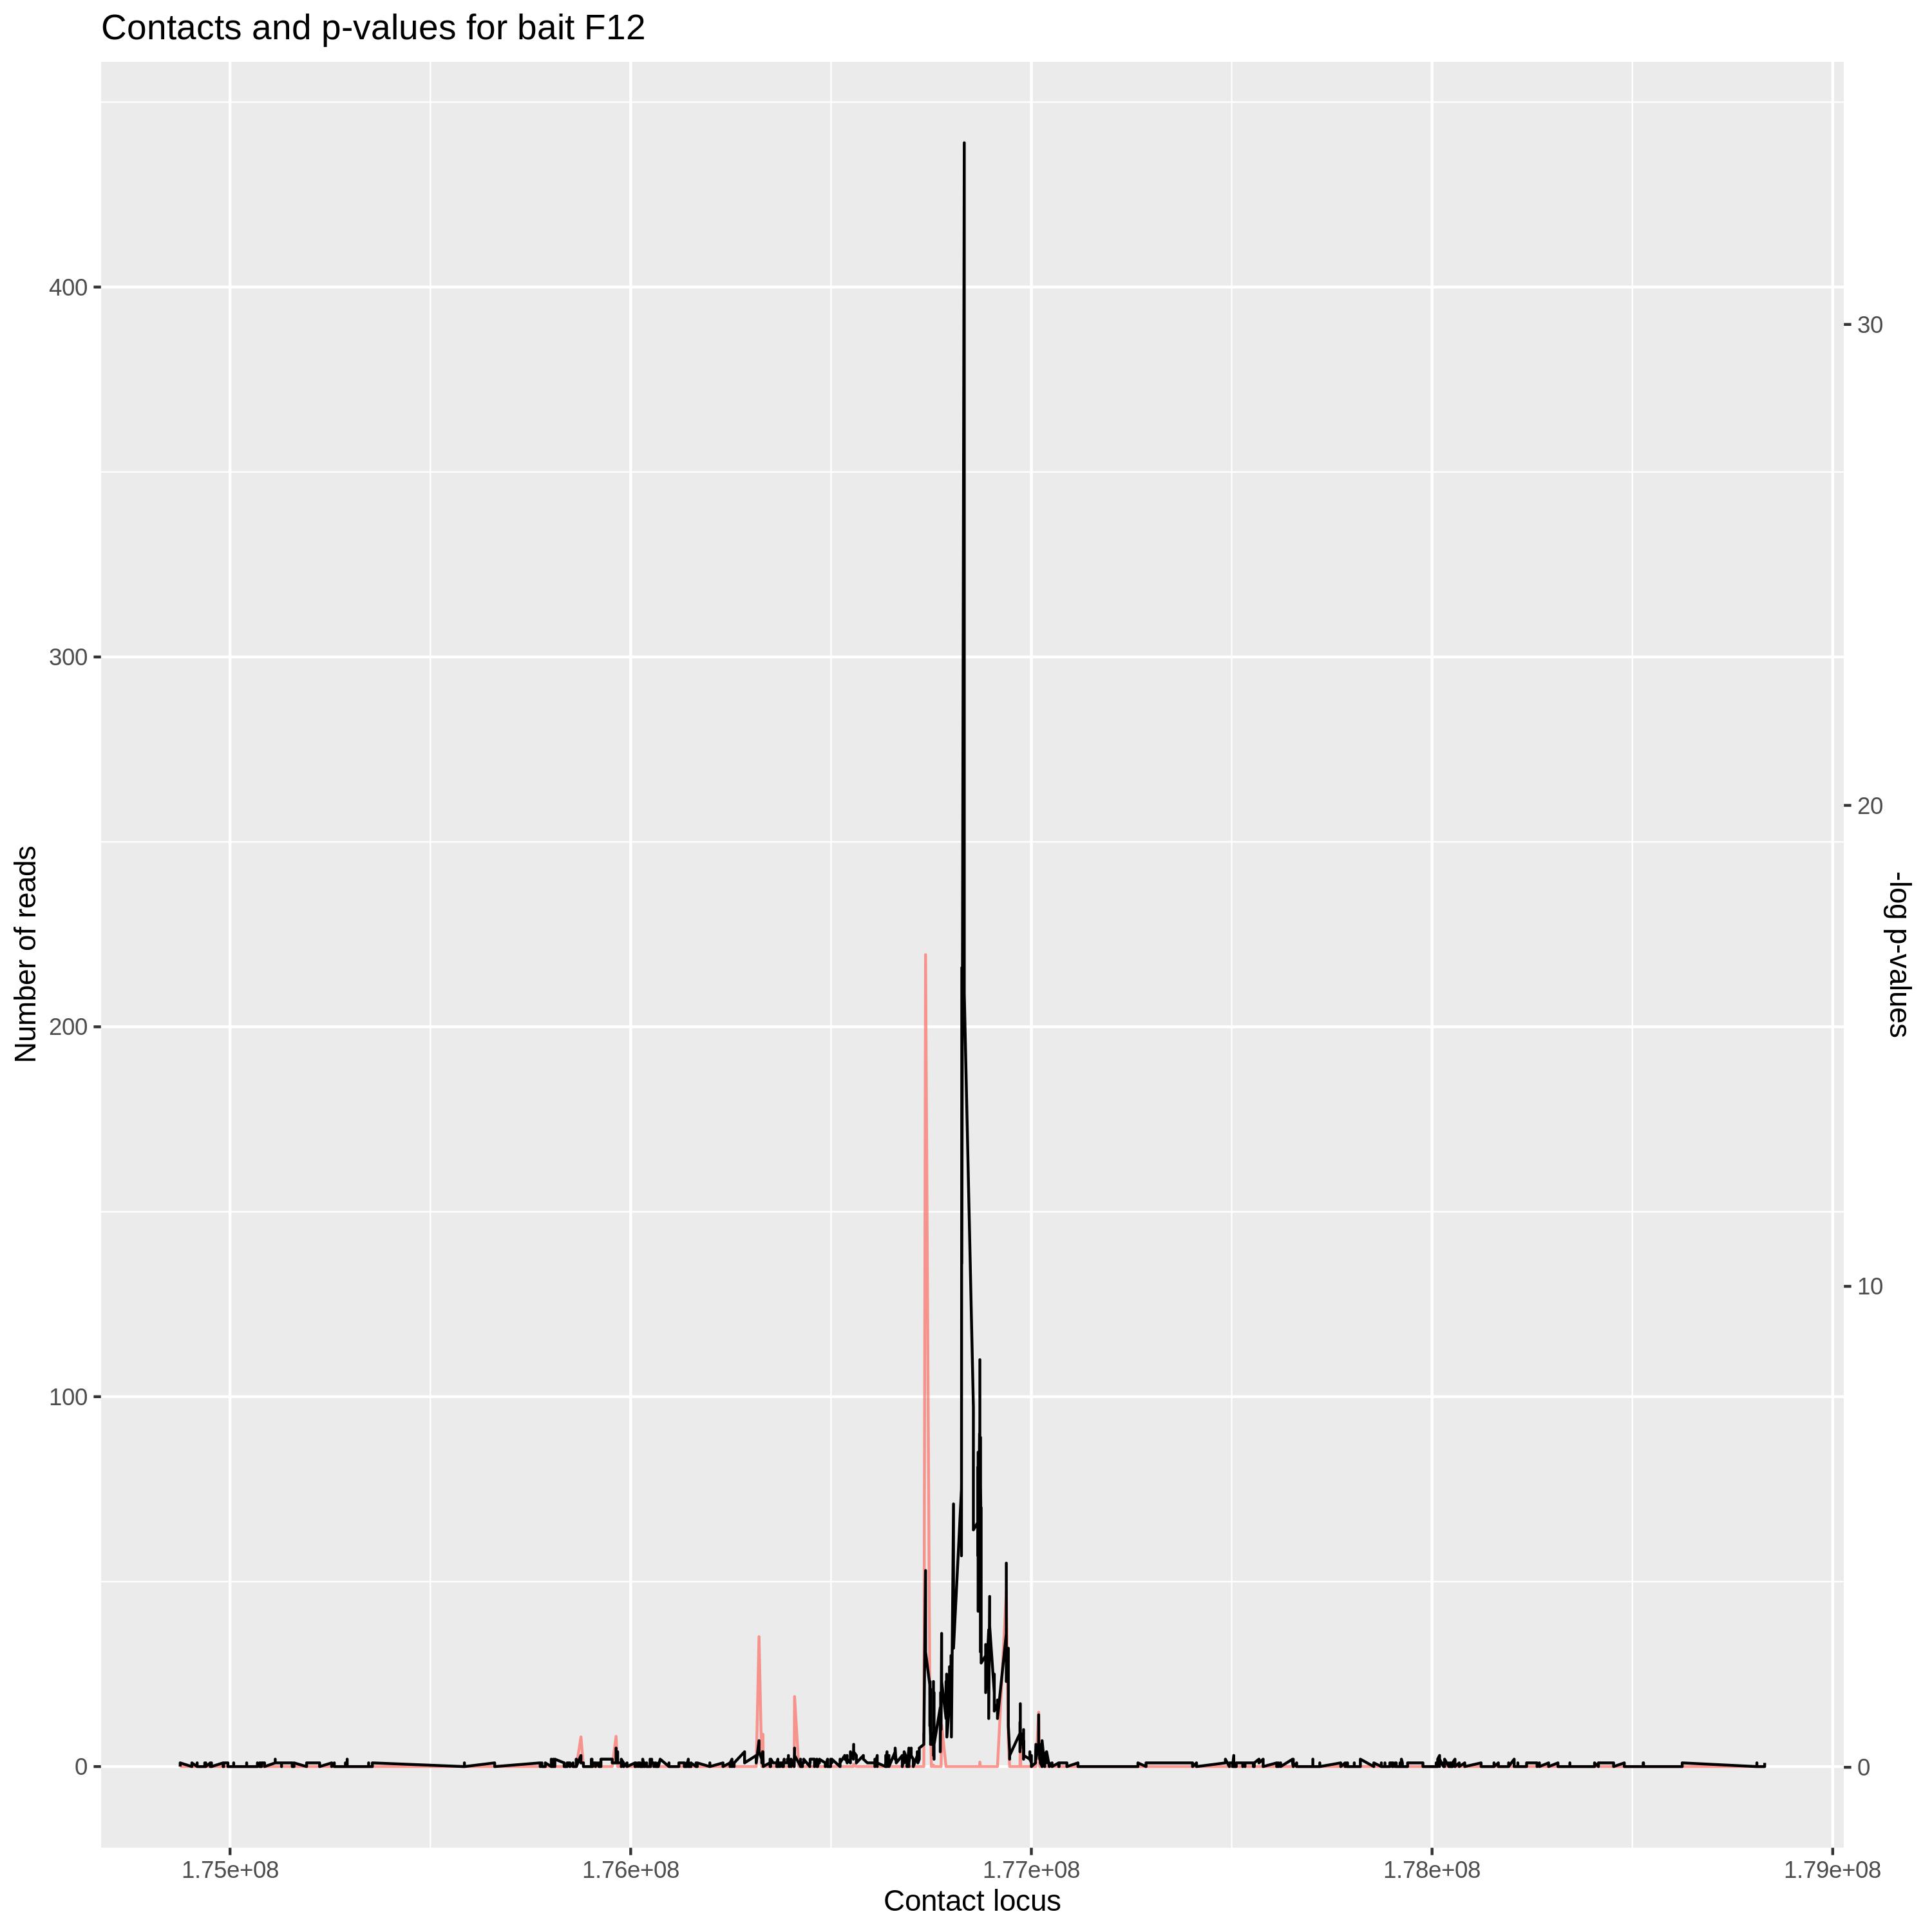 Contacts and p-values for bait F12
Number of reads
400
300
200
100
0
30
20
10
0
-log p-values
1.75e+08
1.76e+08
1.77e+08
1.78e+08
1.79e+08
Contact locus